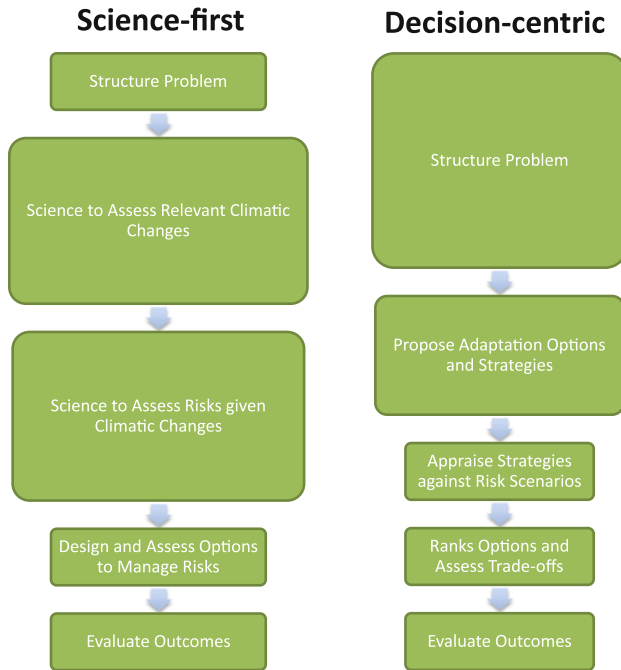 Science-first
Structure Problem
Science to Assess Relevant Climatic
Changes
Science to Assess Risks given
Climatic Changes
Design and Assess Options
to Manage Risks
Evaluate Outcomes
Decision-centric
Structure Problem
Propose Adaptation Options
and Strategies
Appraise Strategies
against Risk Scenarios
Ranks Options and
Assess Trade-offs
Evaluate Outcomes